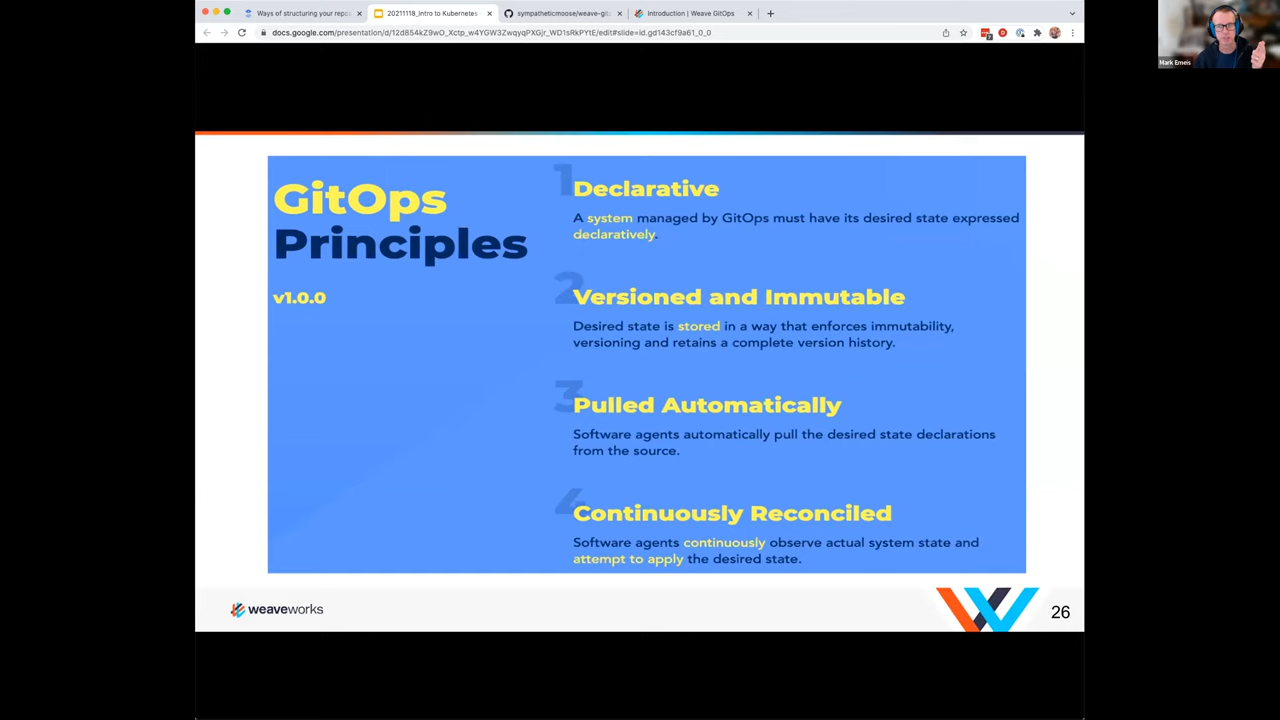 Ways of structuring your repos
20211118_Intro to Kubernetes
sympatheticmoose/weave-git
Introduction | Weave GitOps
docs.google.com/presentation/d/12d854kZ9wO_Xctp_w4YGW3ZwqyqPXGjr_WD1sRkPYtE/edit#slide=id.gd143cf9a61_0_0
Mark Emeis
GitOps
Principles
v1.0.0
1
Declarative
A system managed by GitOps must have its desired state expressed
declaratively.
2
Versioned and Immutable
Desired state is stored in a way that enforces immutability,
versioning and retains a complete version history.
3
Pulled Automatically
Software agents automatically pull the desired state declarations
from the source.
4
Continuously Reconciled
Software agents continuously observe actual system state and
attempt to apply the desired state.
weaveworks
26